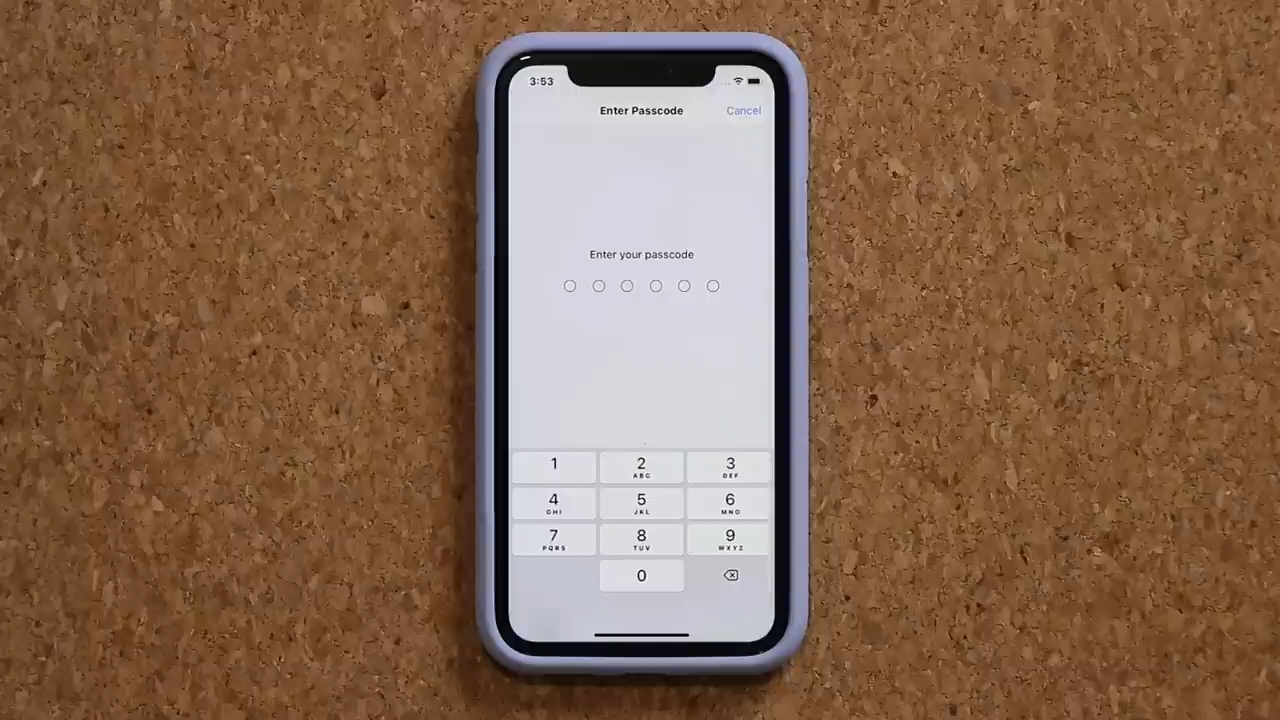 3:53
Enter Passcode Cancel
Enter your passcode
1 2 3
ABC DEF
4 5 6
GHI JKL MNO
7 8 9
PQRS TUV WXYZ
0